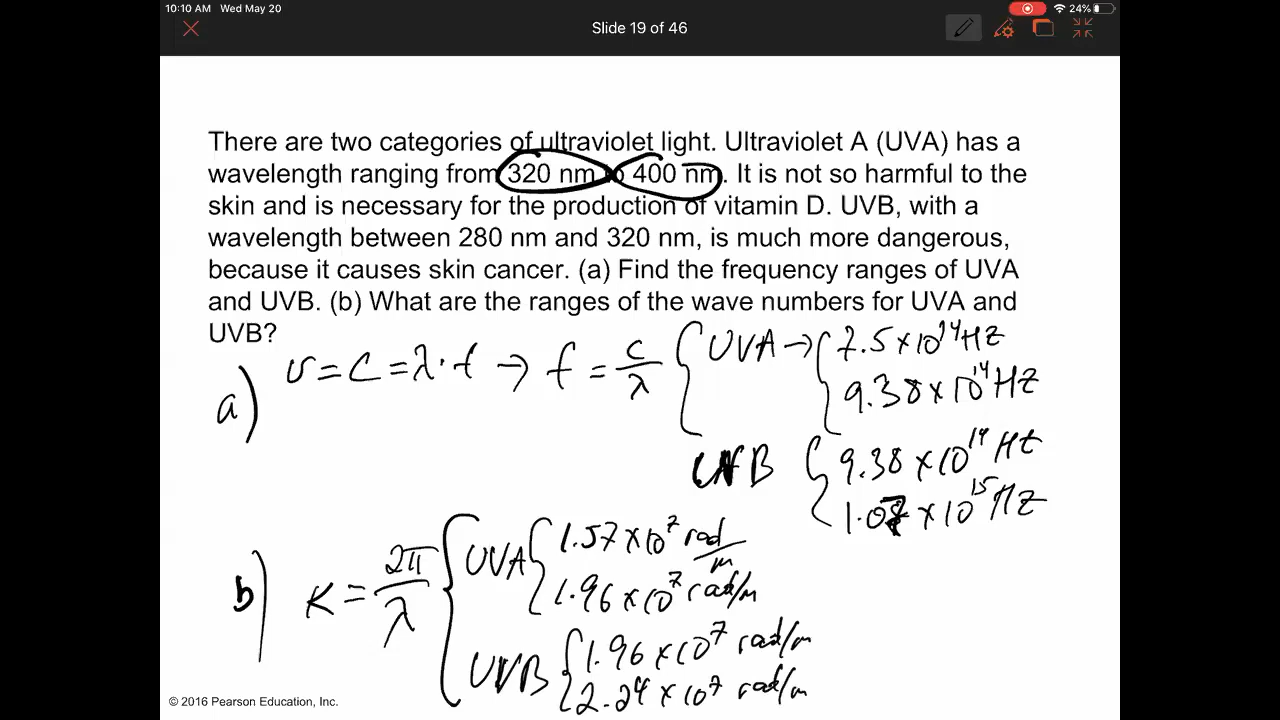 10:10 AM Wed May 20
24%
Slide 19 of 46
There are two categories of ultraviolet light. Ultraviolet A (UVA) has a
wavelength ranging from 320 nm to 400 nm. It is not so harmful to the
skin and is necessary for the production of vitamin D. UVB, with a
wavelength between 280 nm and 320 nm, is much more dangerous,
because it causes skin cancer. (a) Find the frequency ranges of UVA
and UVB. (b) What are the ranges of the wave numbers for UVA and
UVB?
a) v = c = λ·f → f = c/λ { UVA → { 7.5 × 10^14 Hz
9.38 × 10^14 Hz
UVB { 9.38 × 10^14 Hz
1.07 × 10^15 Hz
b) K = 2π/λ { UVA { 1.57 × 10^7 rad/m
1.96 × 10^7 rad/m
UVB { 1.96 × 10^7 rad/m
2.24 × 10^7 rad/m
© 2016 Pearson Education, Inc.